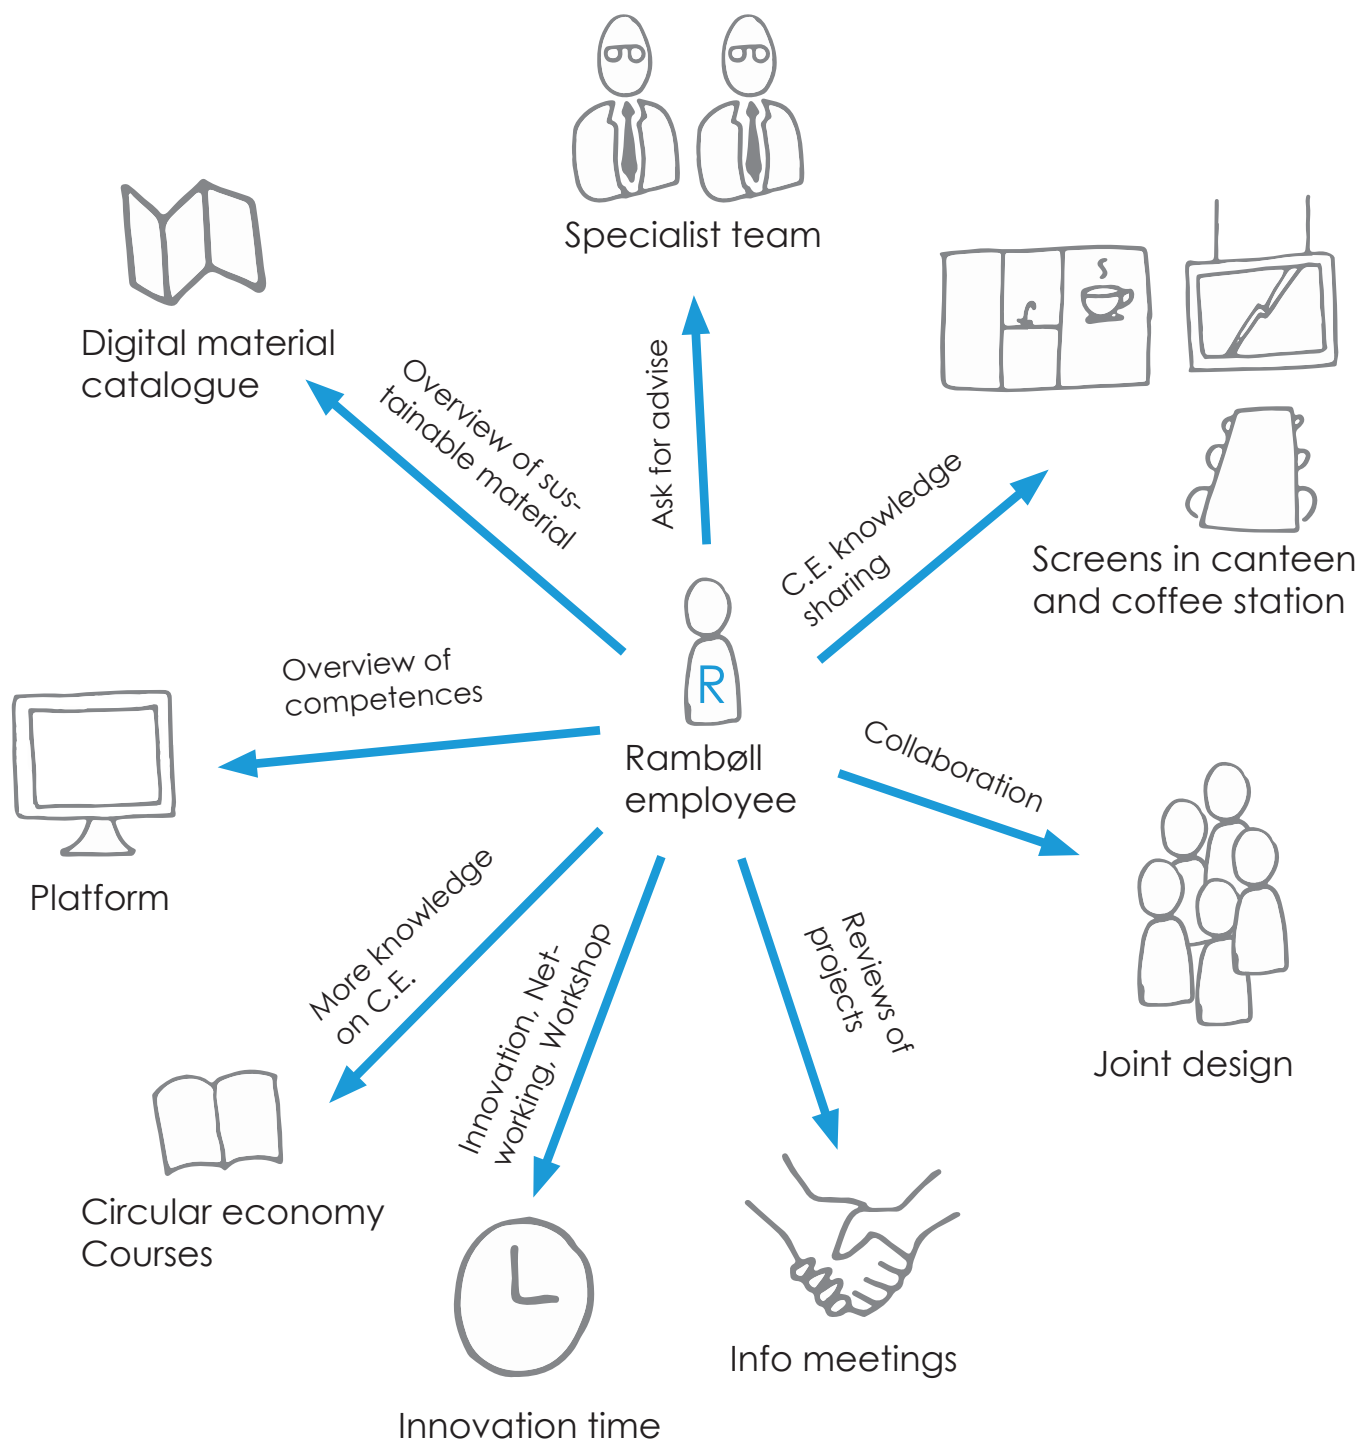 Specialist team
Digital material
catalogue
Overview of sus-
tainable material
Ask for advise
C.E. knowledge
sharing
Screens in canteen
and coffee station
Overview of
competences
Platform
R
Rambøll
employee
Collaboration
Joint design
More knowledge
on C.E.
Circular economy
Courses
Innovation, Net-
working, Workshop
Innovation time
Reviews of
projects
Info meetings